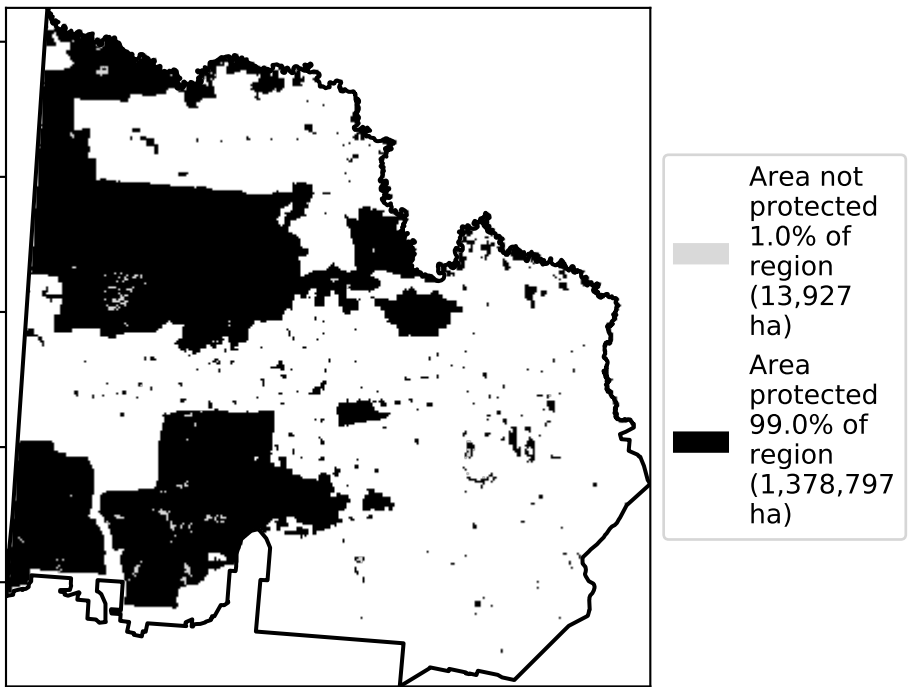 Area not
protected
1.0% of
region
(13,927
ha)
Area
protected
99.0% of
region
(1,378,797
ha)